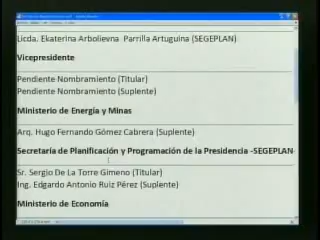 Licda. Ekaterina Arbolievna Parrilla Artuguina (SEGEPLAN)
Vicepresidente
Pendiente Nombramiento (Titular)
Pendiente Nombramiento (Suplente)
Ministerio de Energía y Minas
Arq. Hugo Fernando Gómez Cabrera (Suplente)
Secretaría de Planificación y Programación de la Presidencia -SEGEPLAN-
Sr. Sergio De La Torre Gimeno (Titular)
Ing. Edgardo Antonio Ruiz Pérez (Suplente)
Ministerio de Economía